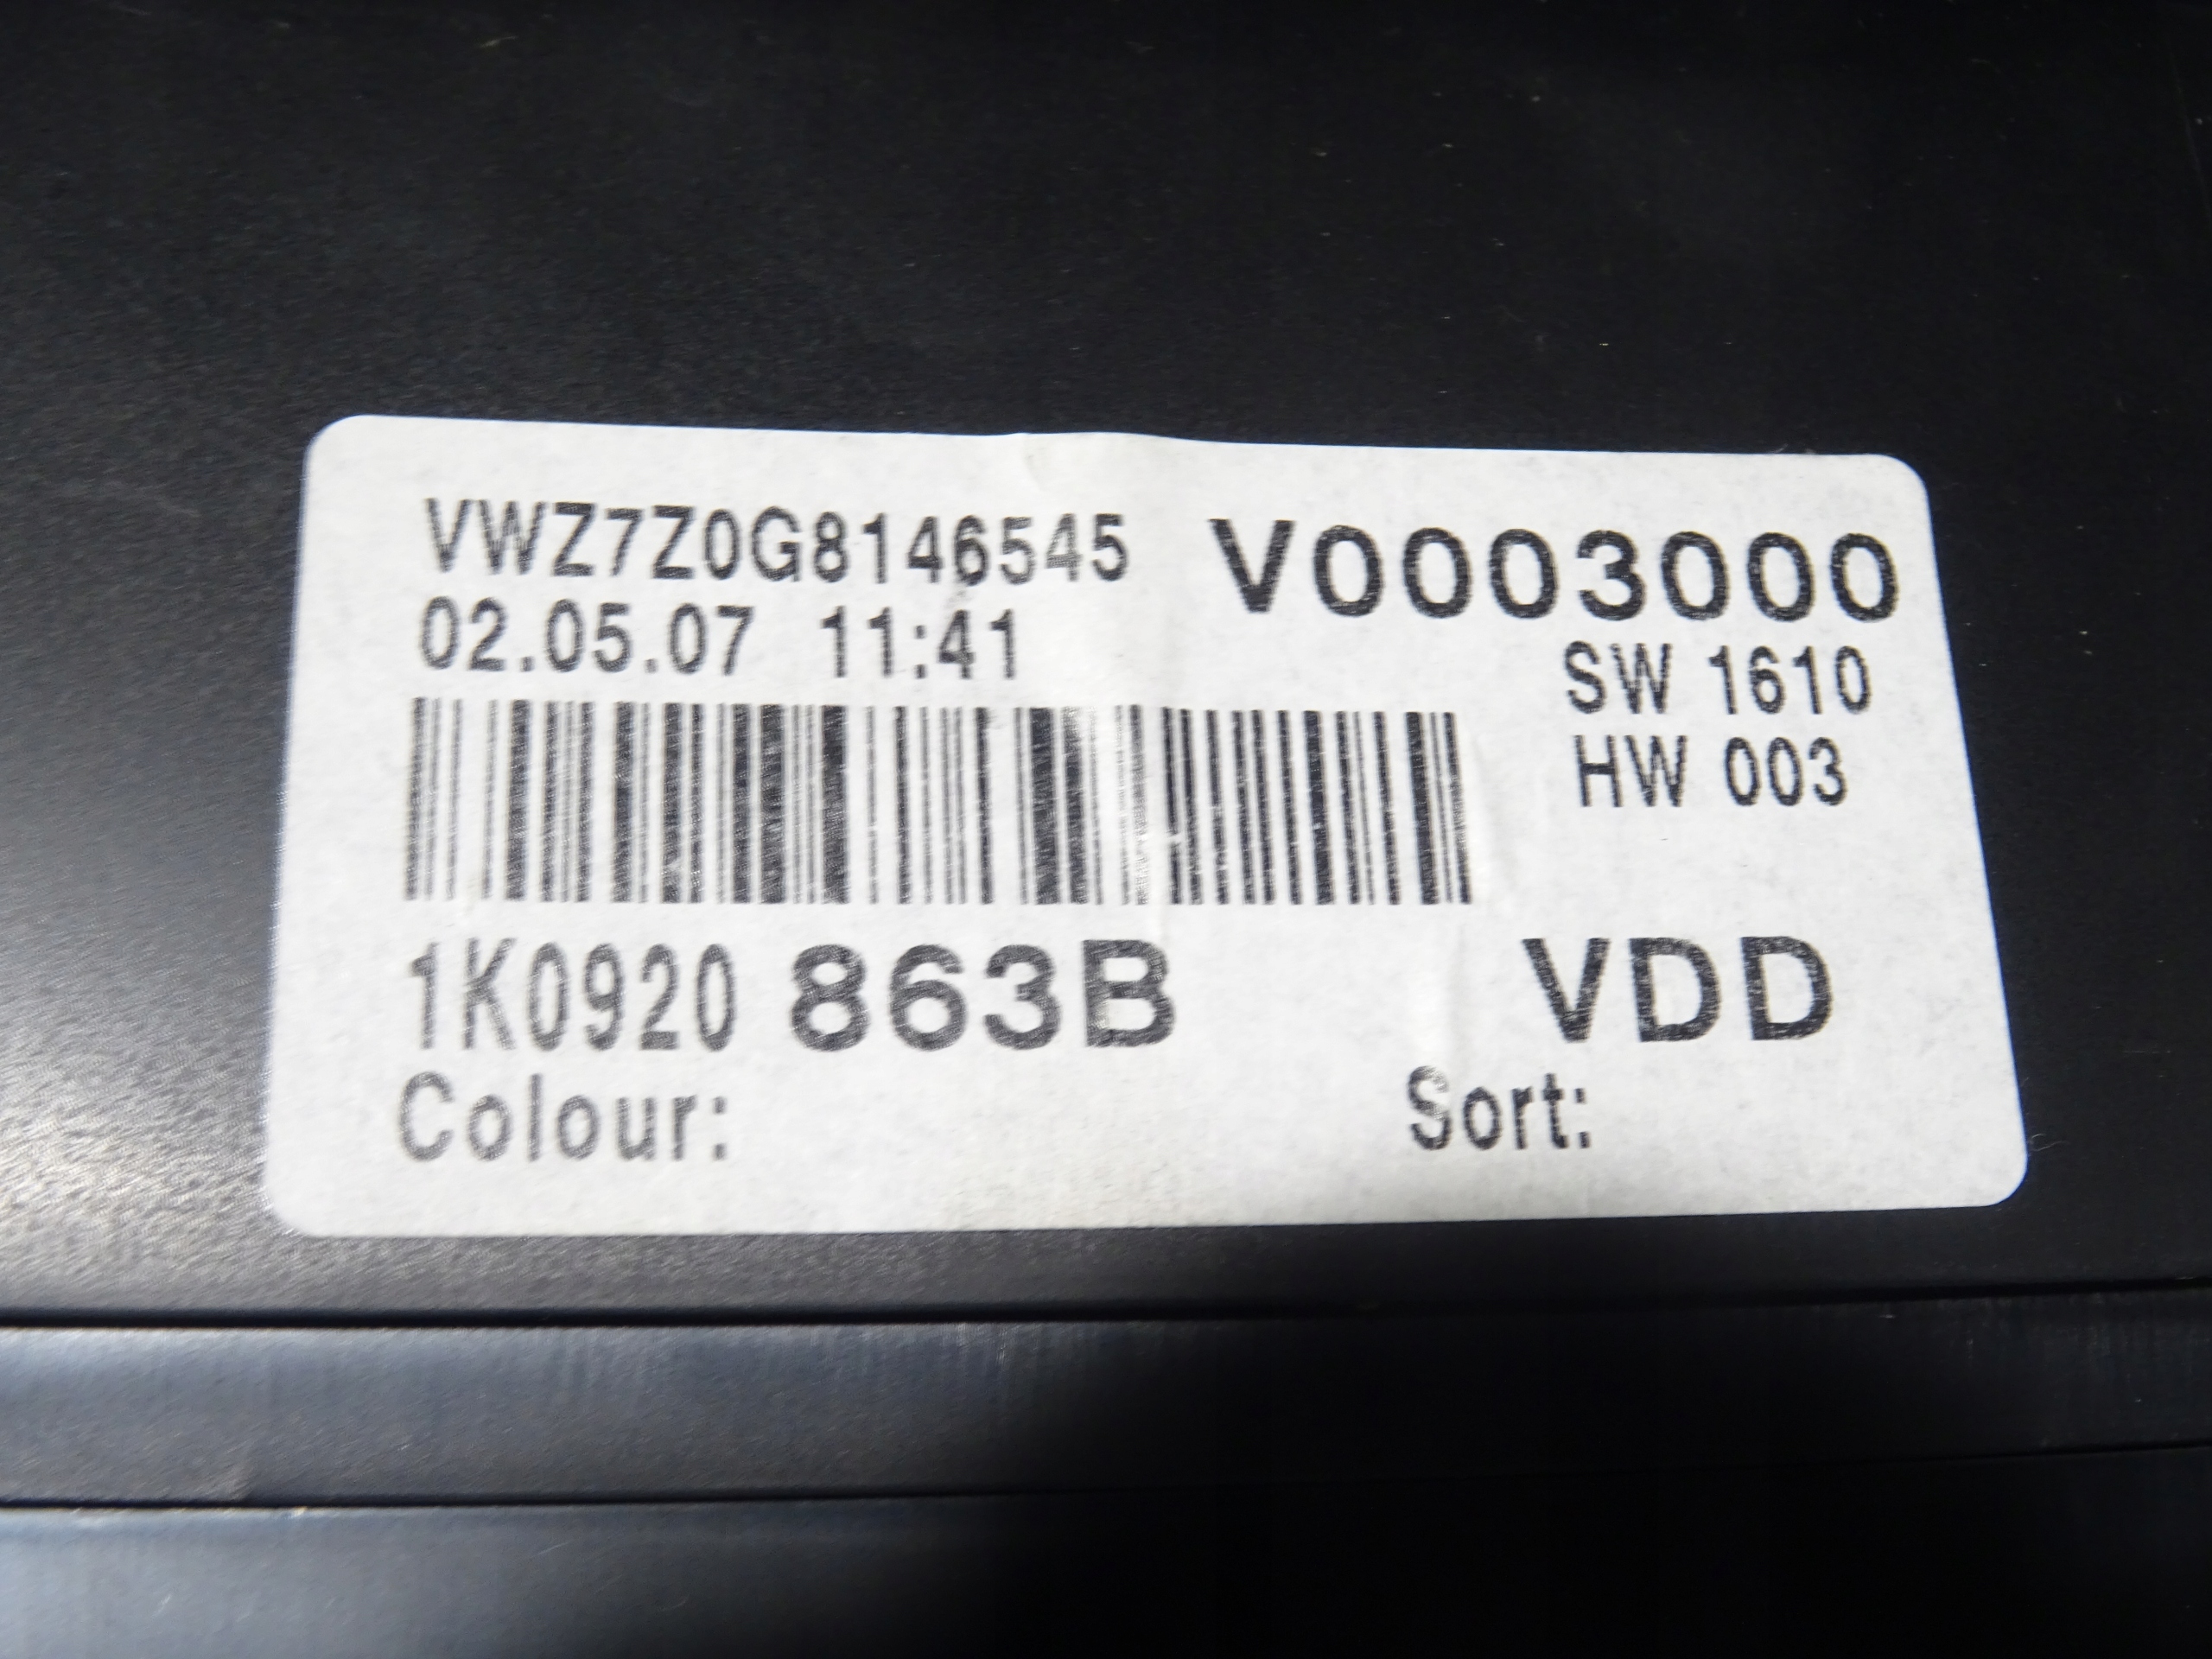 VWZ7Z0G8146545 V0003000
02.05.07 11:41 SW 1610
HW 003
1K0920 863B VDD
Colour: Sort: